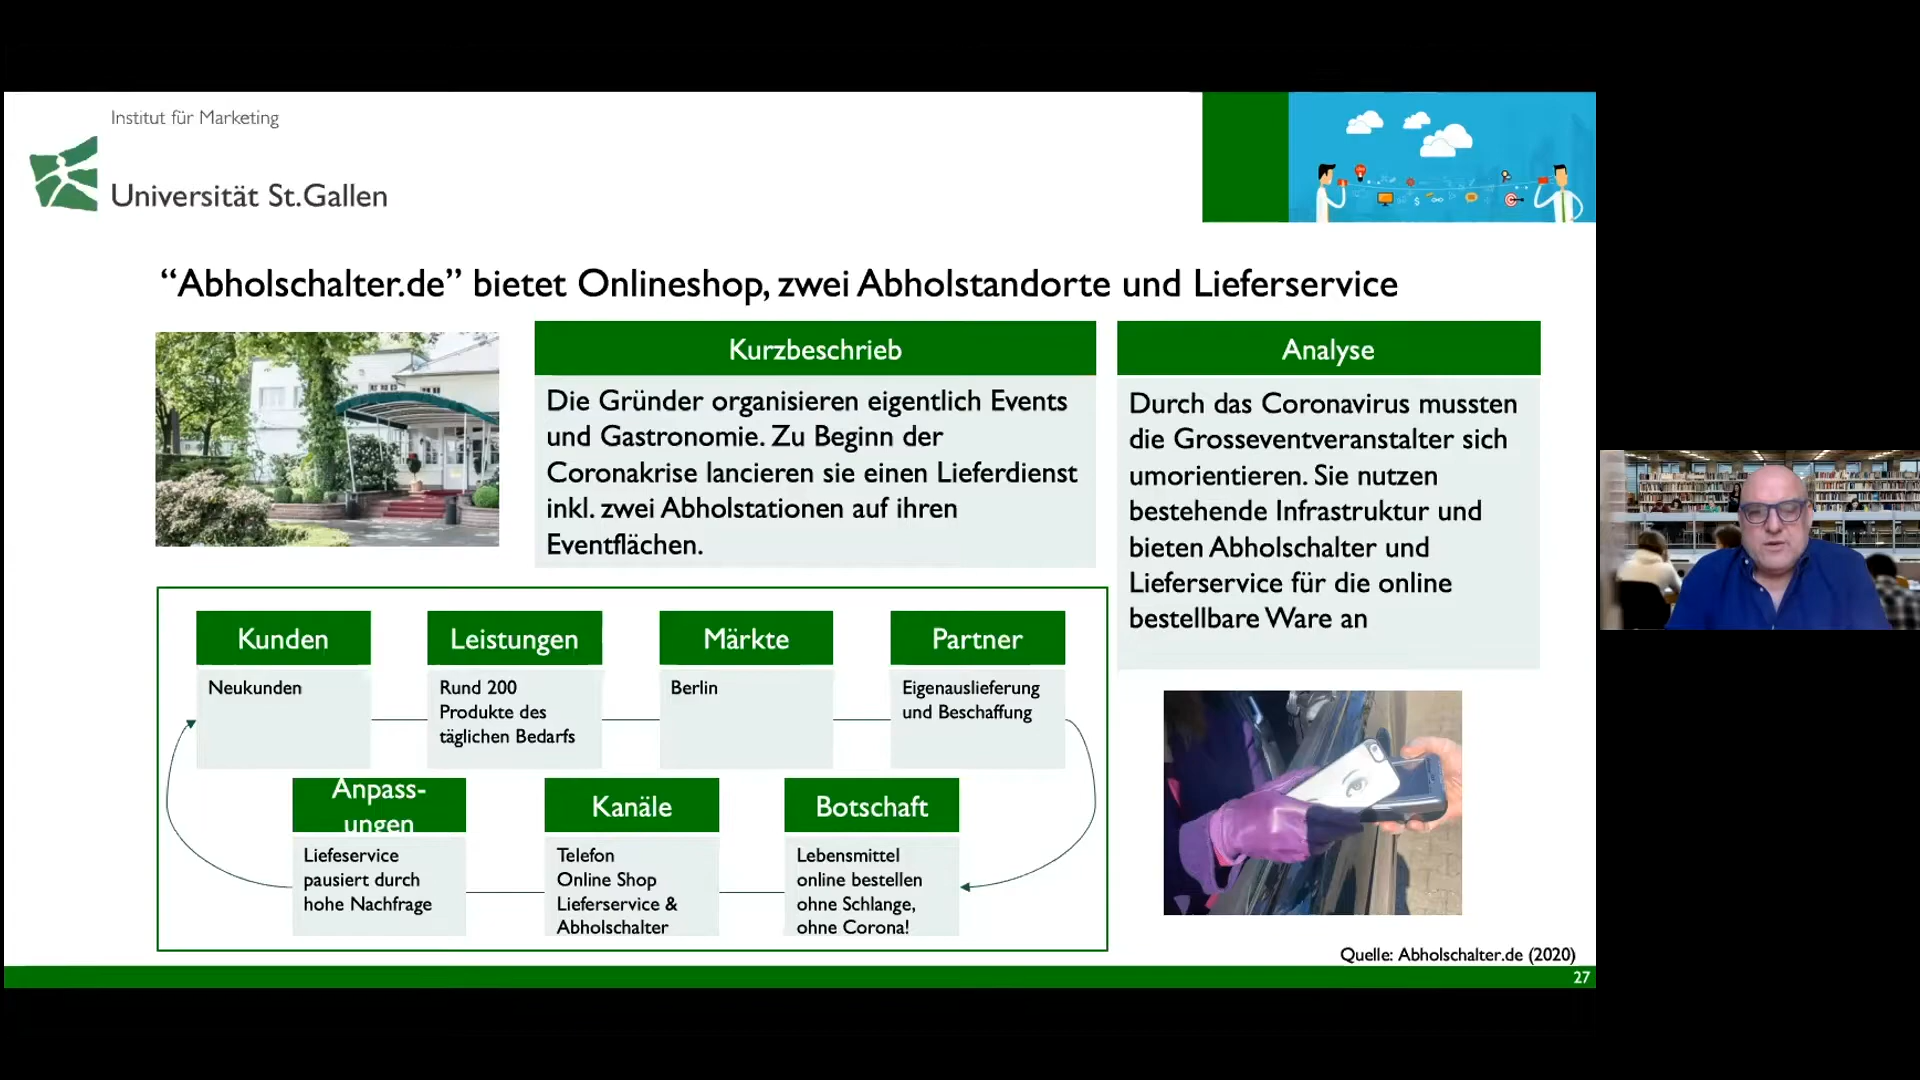 Institut für Marketing
Universität St.Gallen
“Abholschalter.de” bietet Onlineshop, zwei Abholstandorte und Lieferservice
Kurzbeschrieb
Die Gründer organisieren eigentlich Events
und Gastronomie. Zu Beginn der
Coronakrise lancieren sie einen Lieferdienst
inkl. zwei Abholstationen auf ihren
Eventflächen.
Analyse
Durch das Coronavirus mussten
die Grosseventveranstalter sich
umorientieren. Sie nutzen
bestehende Infrastruktur und
bieten Abholschalter und
Lieferservice für die online
bestellbare Ware an
Kunden
Neukunden
Leistungen
Rund 200
Produkte des
täglichen Bedarfs
Märkte
Berlin
Partner
Eigenauslieferung
und Beschaffung
Anpass-
ungen
Liefeservice
pausiert durch
hohe Nachfrage
Kanäle
Telefon
Online Shop
Lieferservice &
Abholschalter
Botschaft
Lebensmittel
online bestellen
ohne Schlange,
ohne Corona!
Quelle: Abholschalter.de (2020)
27